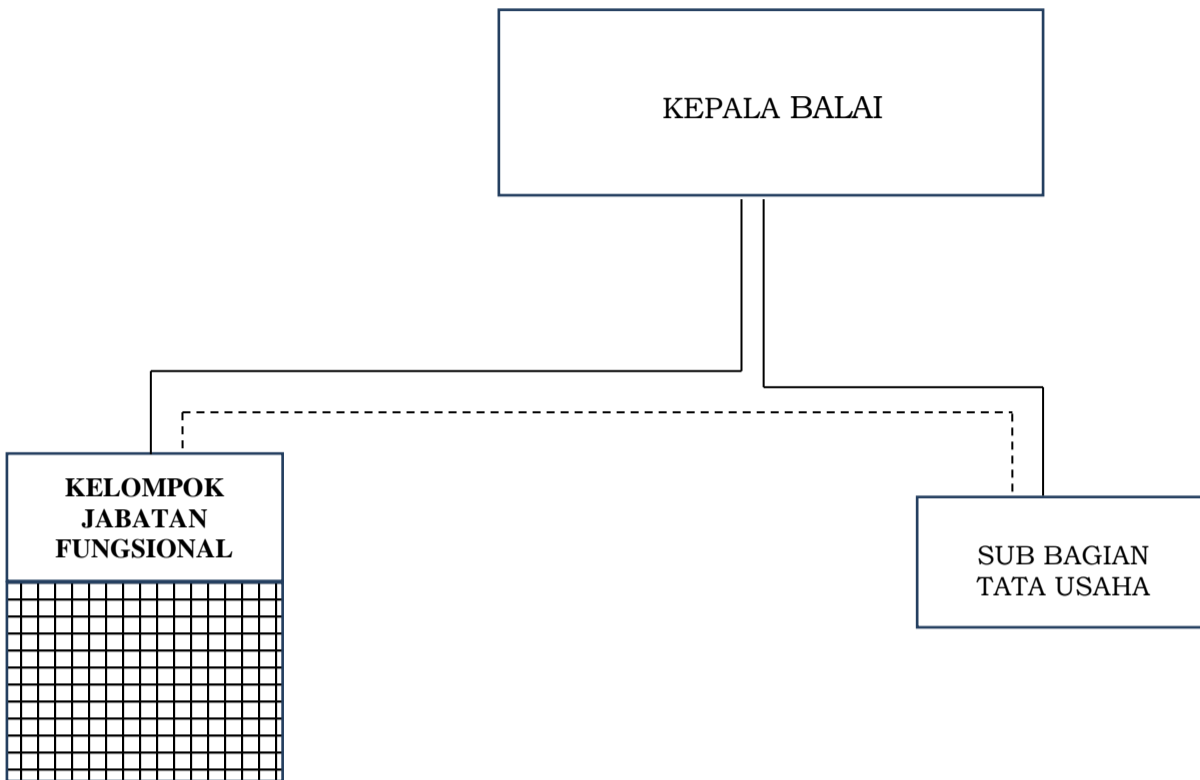 KEPALA BALAI
KELOMPOK
JABATAN
FUNGSIONAL
SUB BAGIAN
TATA USAHA